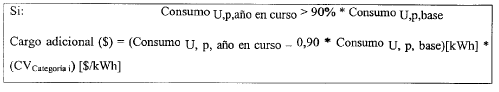 Si: Consumo U,p,año en curso > 90% * Consumo U,p,base
Cargo adicional ($) = (Consumo U, p, año en curso – 0,90 * Consumo U, p, base)[kWh] *
(CVCategoría i) [$/kWh]